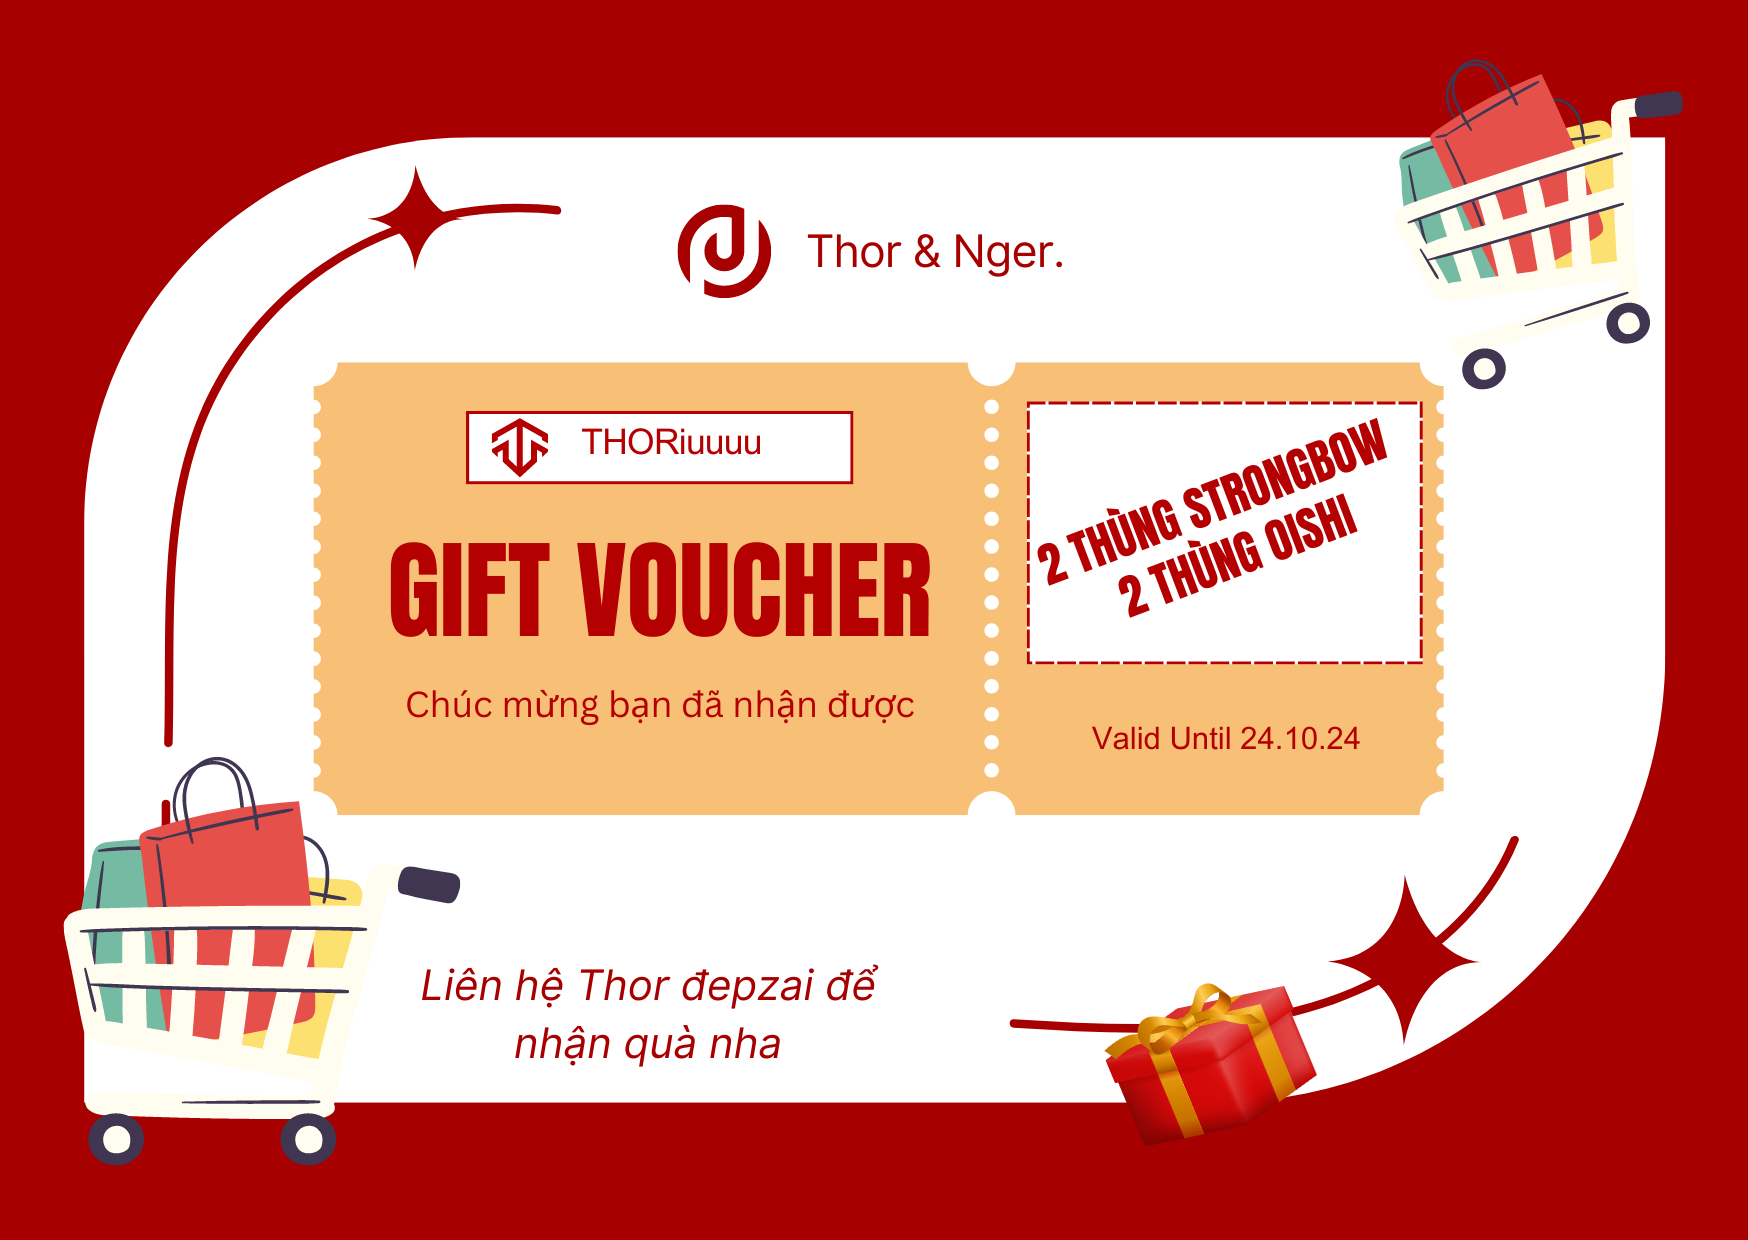 Thor & Nger.
THORiuuuu
GIFT VOUCHER
Chúc mừng bạn đã nhận được
2 THÙNG STRONGBOW
2 THÙNG OISHI
Valid Until 24.10.24
Liên hệ Thor đepzai để
nhận quà nha